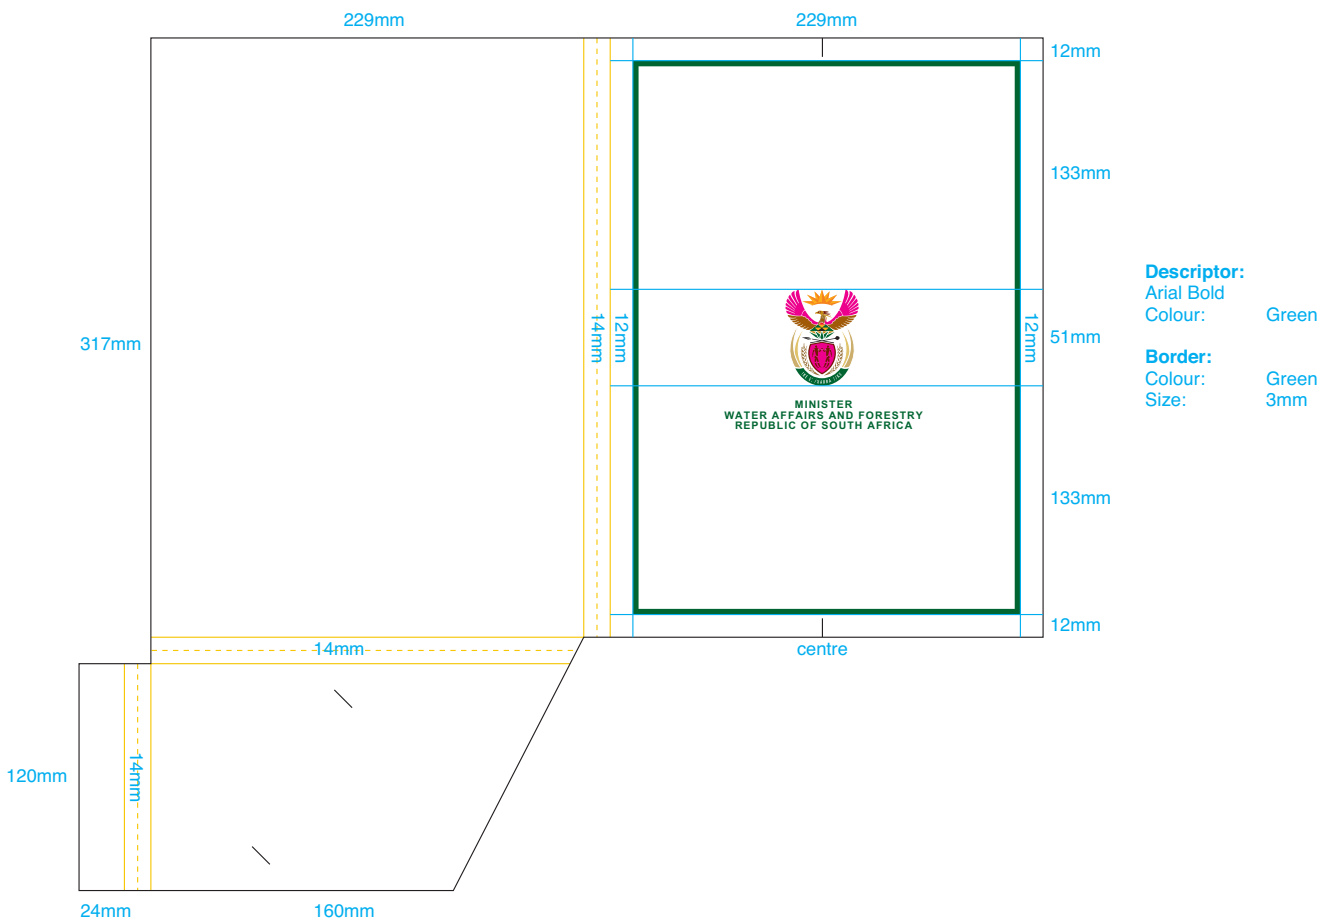 229mm
229mm
12mm
133mm
Descriptor:
Arial Bold
Colour: Green
317mm
14mm
12mm
12mm
51mm
Border:
Colour: Green
Size: 3mm
MINISTER
WATER AFFAIRS AND FORESTRY
REPUBLIC OF SOUTH AFRICA
133mm
12mm
14mm
centre
120mm
14mm
24mm
160mm